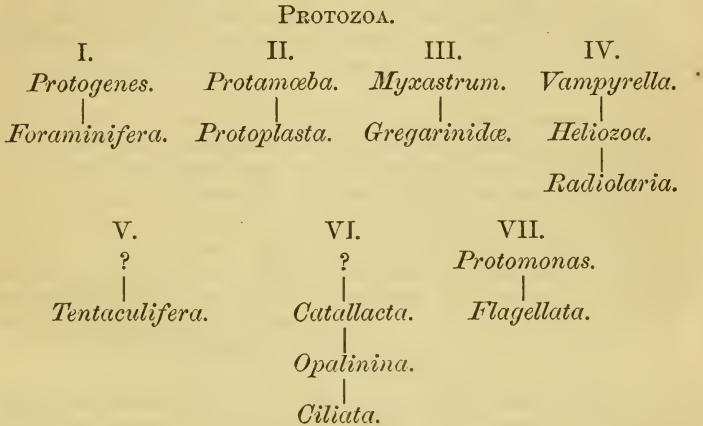 PROTOZOA.
I. II. III. IV.
Protogenes. Protamœba. Myxastrum. Vampyrella.
Foraminifera. Protoplasta. Gregarinidæ. Heliozoa.
Radiolaria.
V. VI. VII.
? ? Protomonas.
Tentaculifera. Catallacta. Flagellata.
Opalinina.
Ciliata.